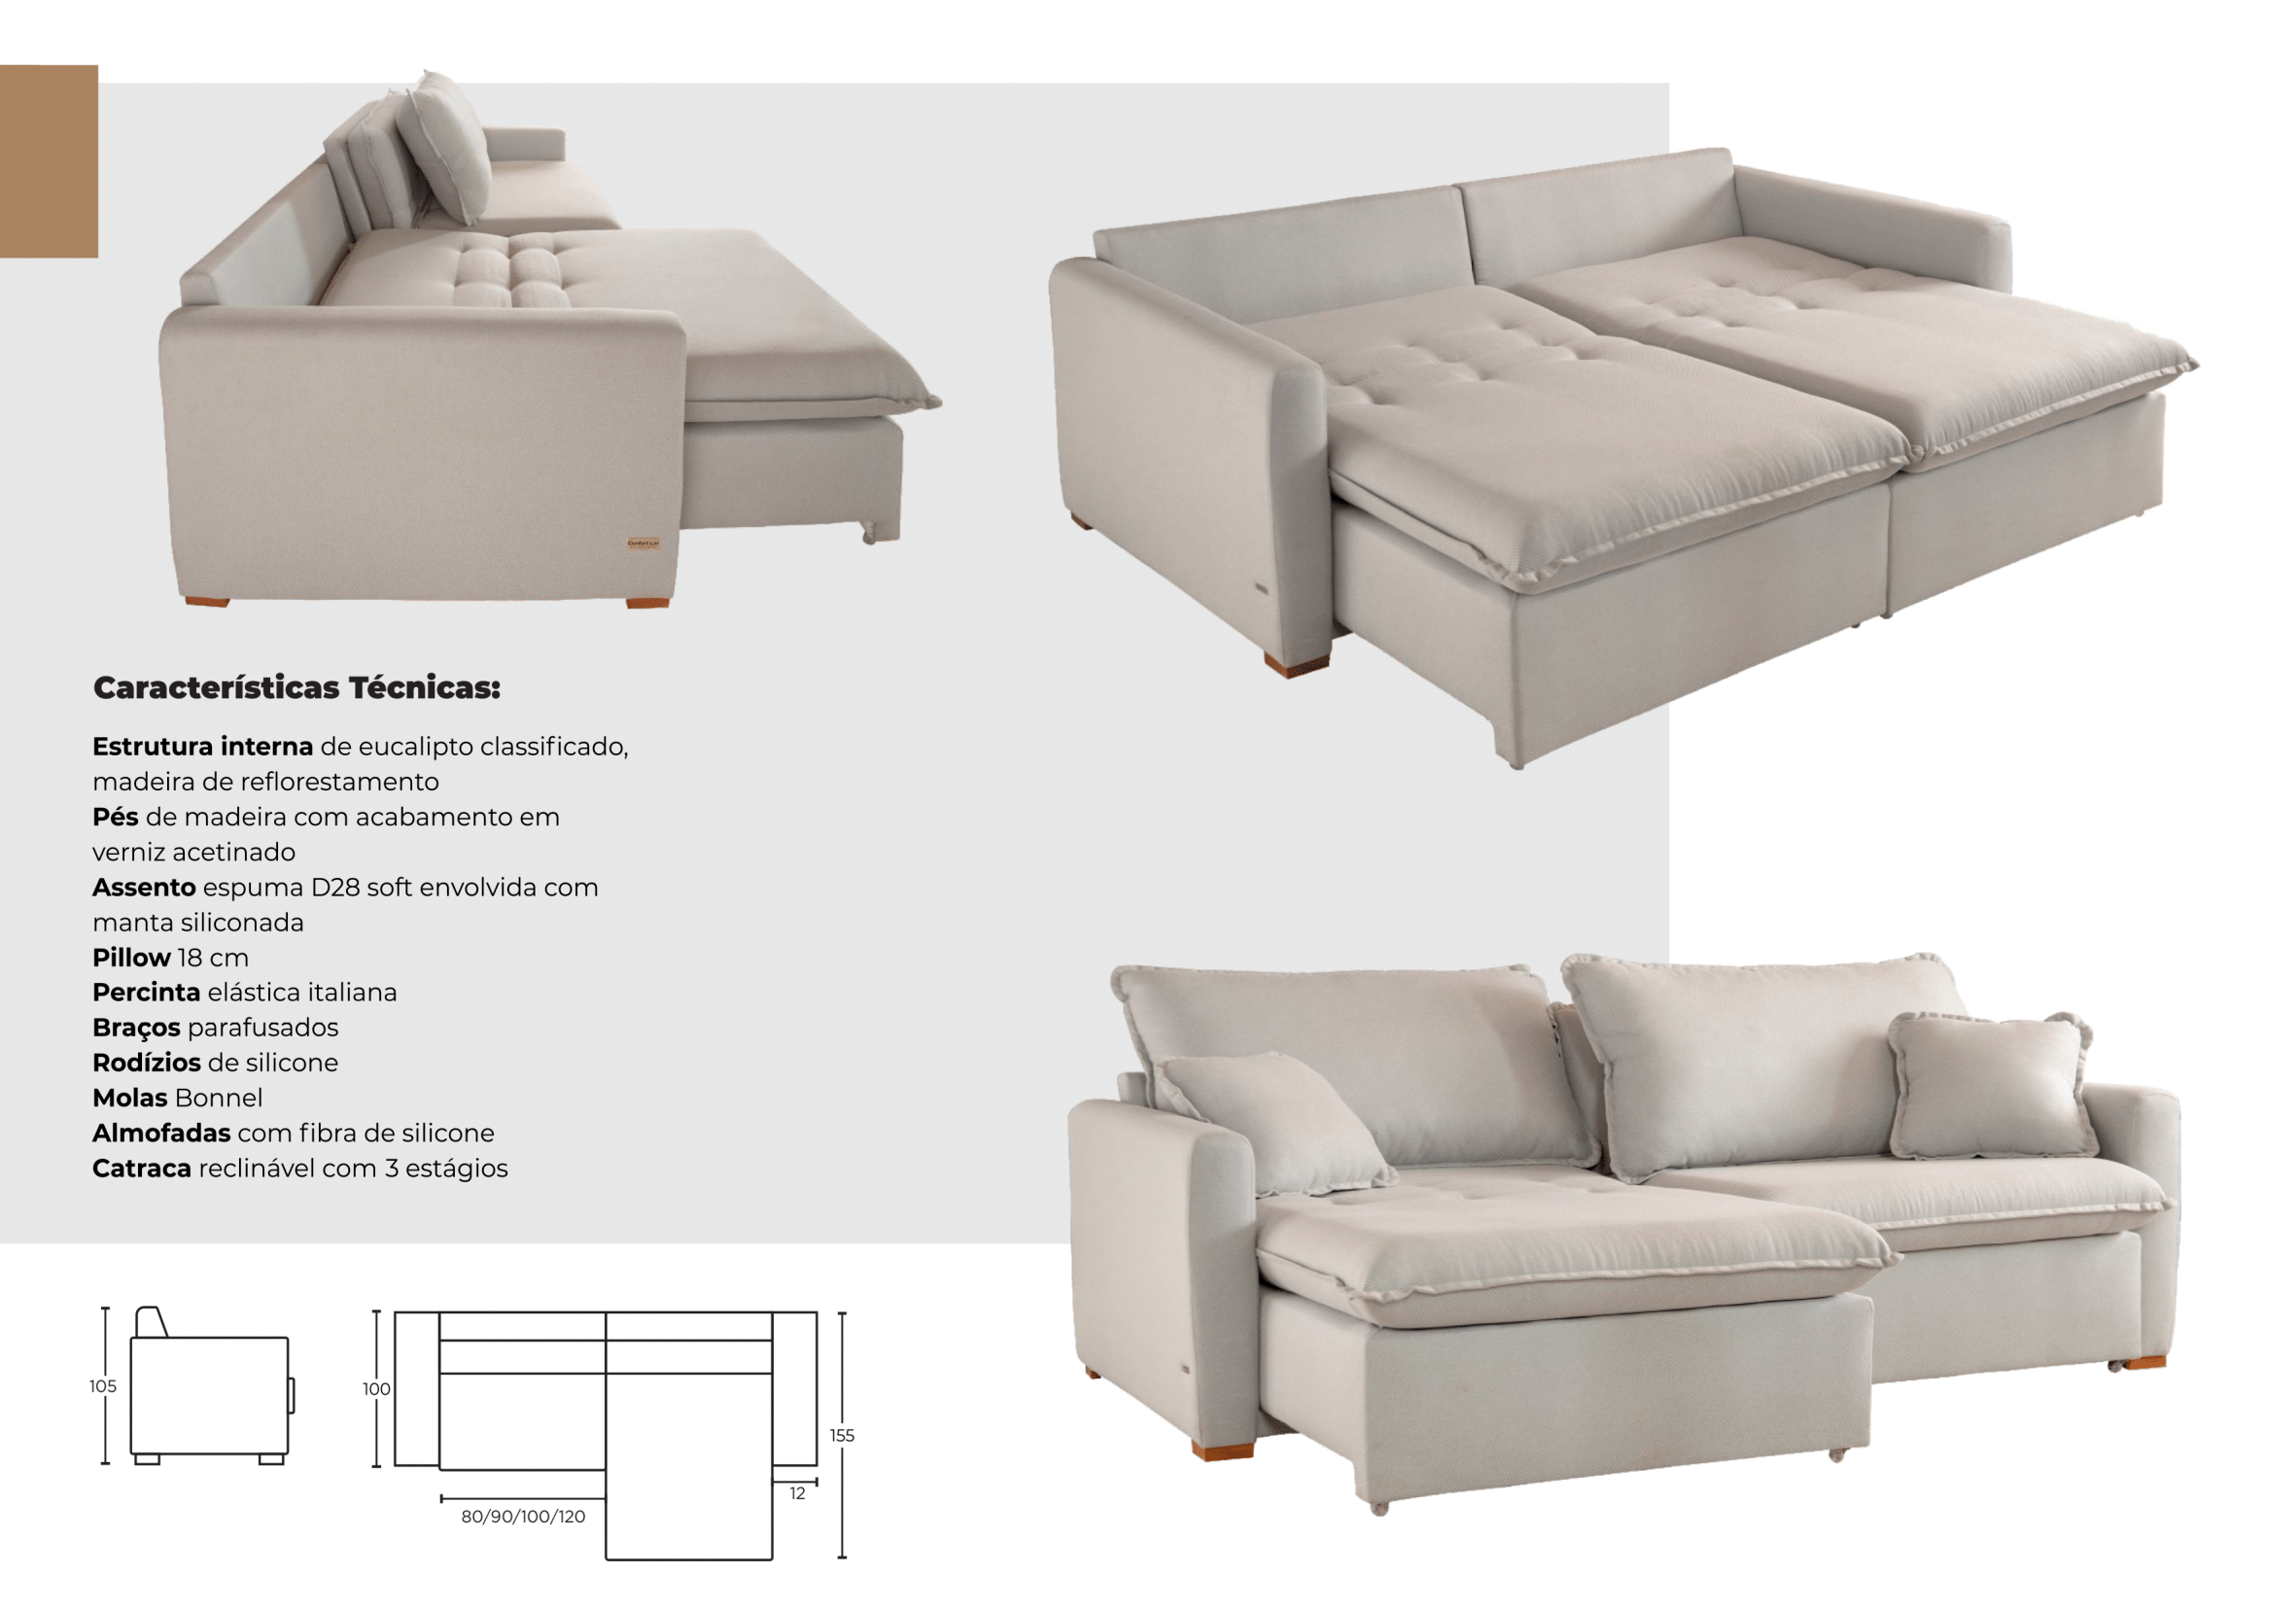 Características Técnicas:
Estrutura interna de eucalipto classificado,
madeira de reflorestamento
Pés de madeira com acabamento em
verniz acetinado
Assento espuma D28 soft envolvida com
manta siliconada
Pillow 18 cm
Percinta elástica italiana
Braços parafusados
Rodízios de silicone
Molas Bonnel
Almofadas com fibra de silicone
Catraca reclinável com 3 estágios
105
100
155
12
80/90/100/120